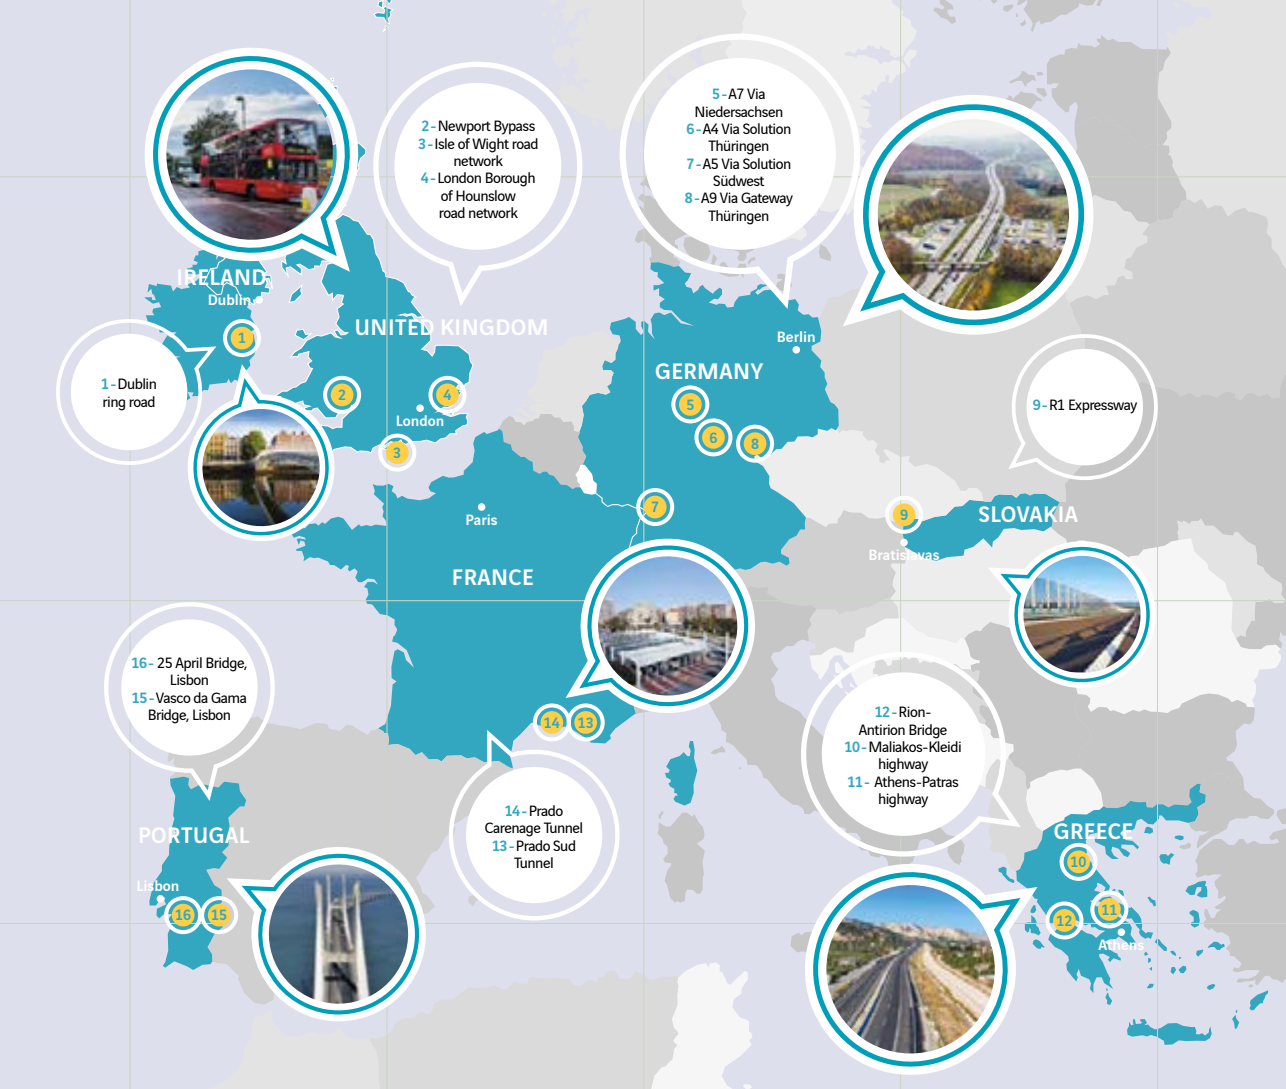 2-Newport Bypass
3-Isle of Wight road
network
4-London Borough
of Hounslow
road network
5-A7 Via
Niedersachsen
6-A4 Via Solution
Thüringen
7-A5 Via Solution
Südwest
8-A9 Via Gateway
Thüringen
IRELAND
Dublin
1
UNITED KINGDOM
Berlin
GERMANY
1-Dublin
ring road
2
4
London
3
5
6
8
9-R1 Expressway
Paris
7
9
SLOVAKIA
Bratislavas
FRANCE
16- 25 April Bridge,
Lisbon
15-Vasco da Gama
Bridge, Lisbon
14
13
12-Rion-
Antirion Bridge
10-Maliakos-Kleidi
highway
11- Athens-Patras
highway
14-Prado
Carenage Tunnel
13-Prado Sud
Tunnel
PORTUGAL
Lisbon
16
15
GREECE
10
11
12
Athens